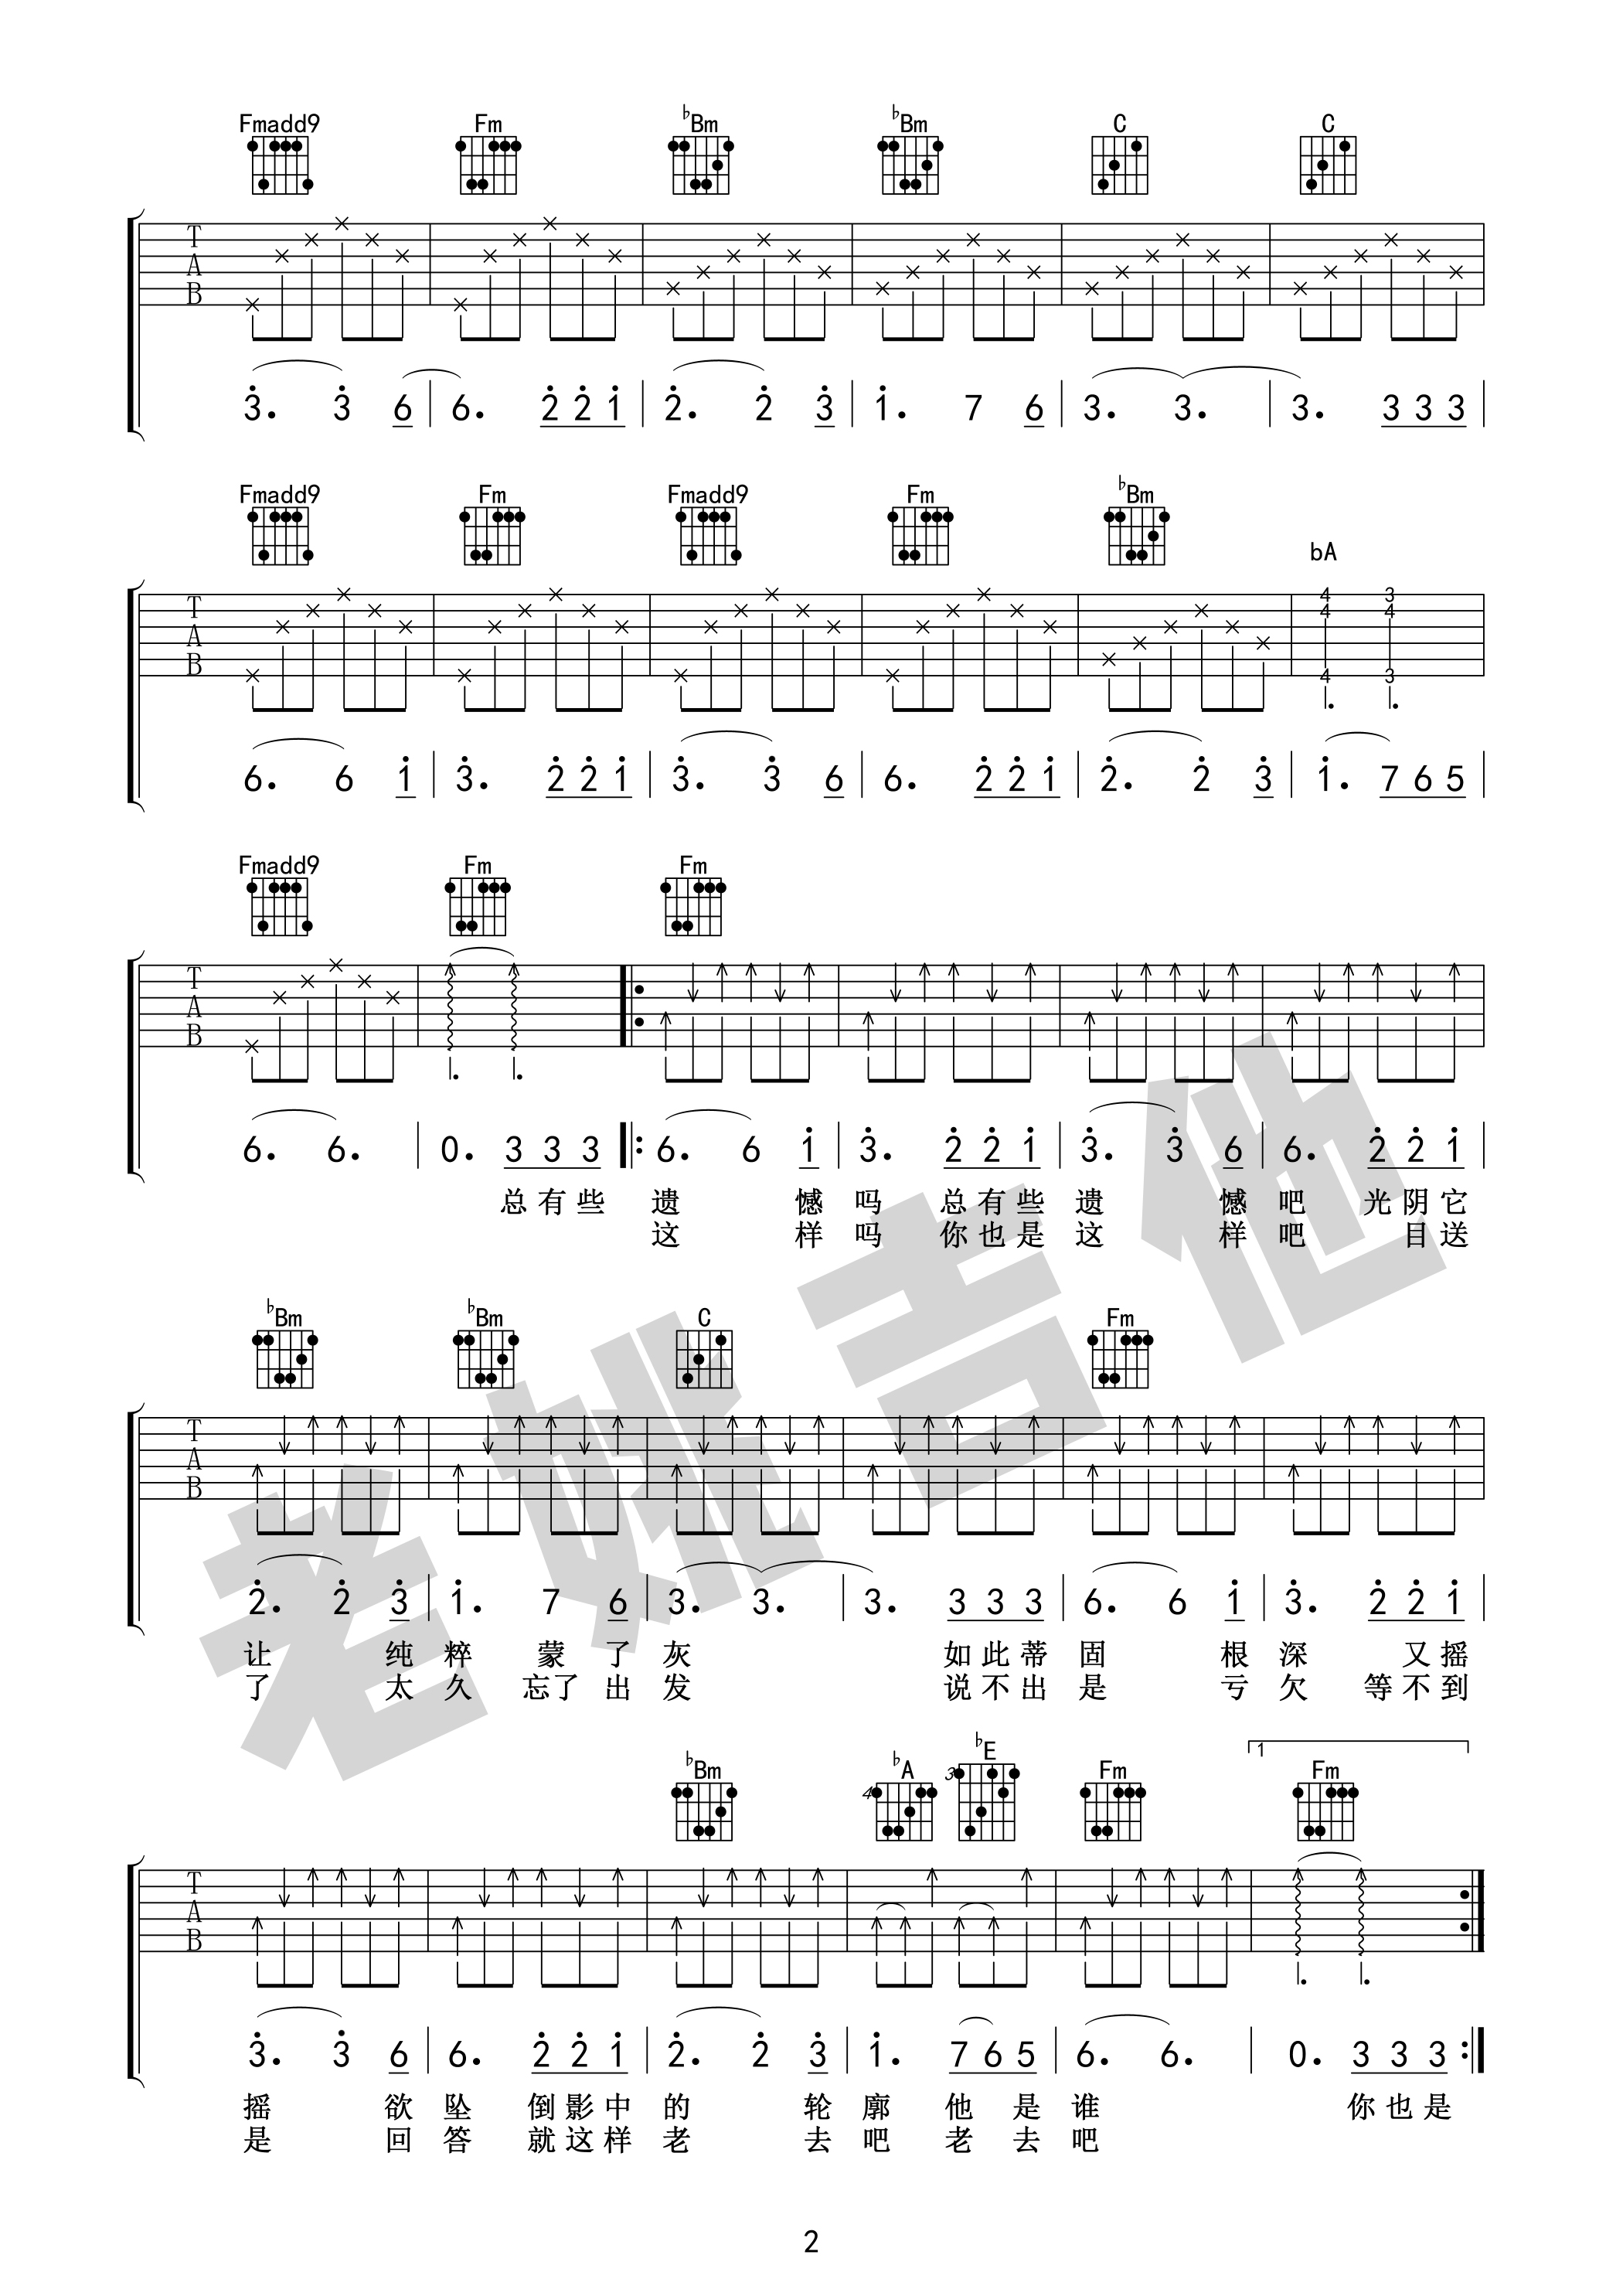 Fmadd9 Fm ♭Bm ♭Bm C C
T
A
B
3. 3 6 | 6. 2 2 1 | 2. 2 3 | 1. 7 6 | 3. 3. | 3. 3 3 3 |
Fmadd9 Fm Fmadd9 Fm ♭Bm bA
T
A
B
4 3
4 4
4 3
6. 6 1 | 3. 2 2 1 | 3. 3 6 | 6. 2 2 1 | 2. 2 3 | 1. 7 6 5 |
Fmadd9 Fm Fm
T
A
B
6. 6. | 0. 3 3 3 |: 6. 6 1 | 3. 2 2 1 | 3. 3 6 | 6. 2 2 1 |
总有些 遗 憾 吗 总有些 遗 憾 吧 光阴它
这 样 吗 你也是 这 样 吧 目送
♭Bm ♭Bm C Fm
T
A
B
2. 2 3 | 1. 7 6 | 3. 3. | 3. 3 3 3 | 6. 6 1 | 3. 2 2 1 |
让 纯 粹 蒙 了 灰 如此蒂 固 根 深 又摇
了 太 久 忘了 出 发 说不出 是 亏 欠 等不到
♭Bm ♭A ♭E Fm 1 Fm
4 3
T
A
B
3. 3 6 | 6. 2 2 1 | 2. 2 3 | 1. 7 6 5 | 6. 6. | 0. 3 3 3 :|
摇 欲 坠 倒影中 的 轮 廓 他 是 谁 你也是
是 回 答 就这样 老 去 吧 老 去 吧
老姚吉他
2